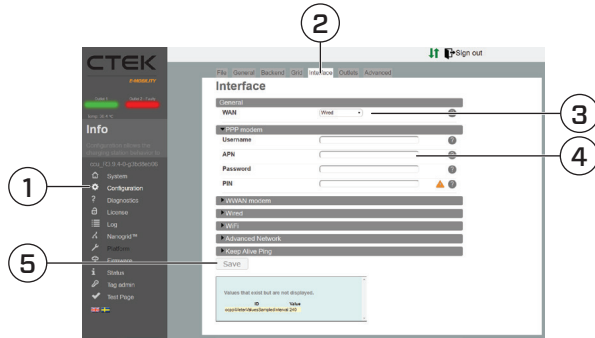 2
CTEK
E-MOBILITY
Sign out
File General Backend Grid Interface Outlets Advanced
Interface
General
WAN Wired
3
PPP modem
Username
APN
4
Password
PIN
WWAN modem
Wired
WiFi
Advanced Network
Keep Alive Ping
Save
5
Values that exist but are not displayed.
ID Value
Info
1
System
Configuration
Diagnostics
License
Log
Nanogrid™
Platform
Firmware
Status
Tag admin
Test Page